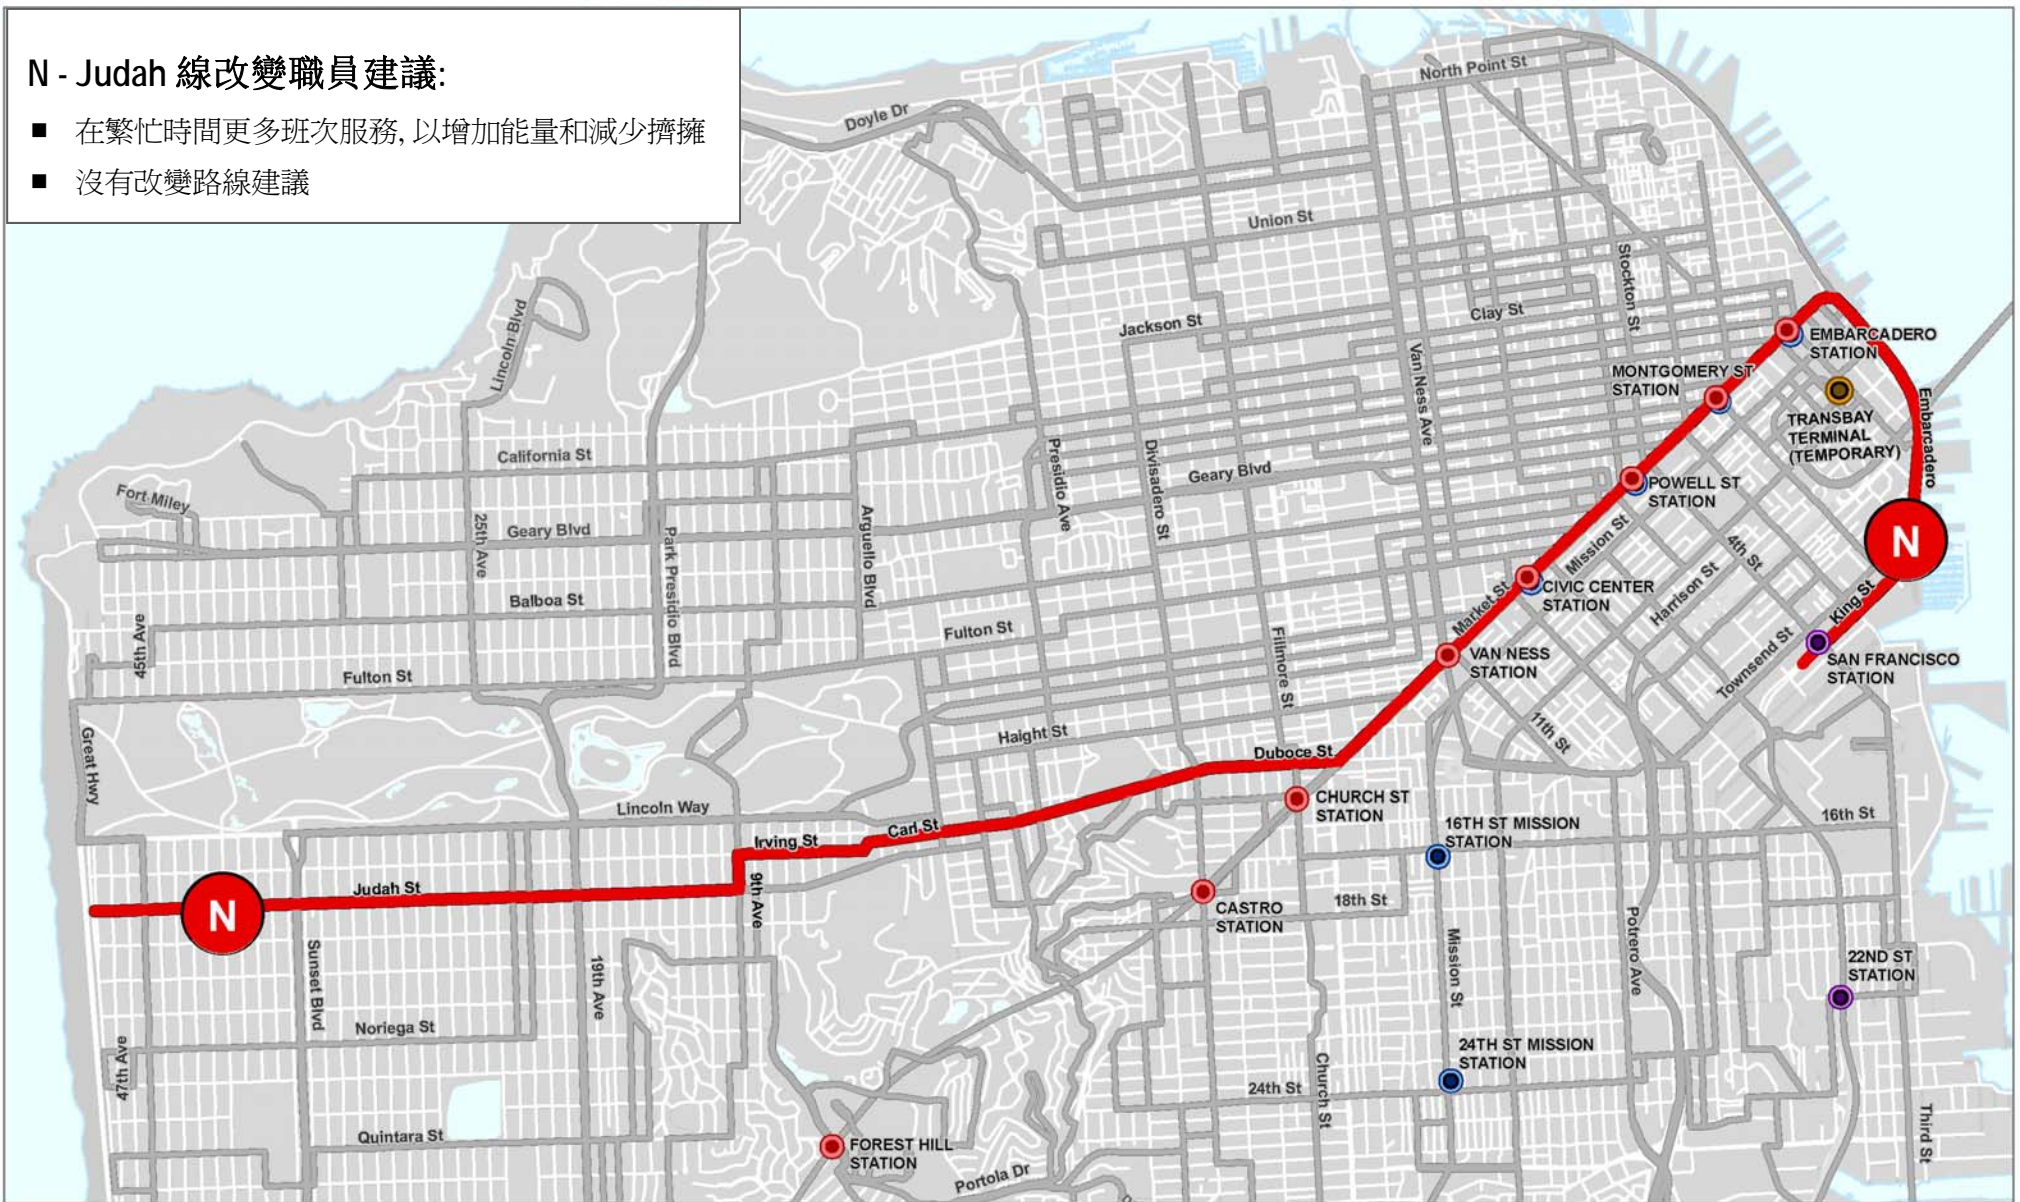 N - Judah 線改變職員建議:
■ 在繁忙時間更多班次服務, 以增加能量和減少擠擁
■ 沒有改變路線建議
Doyle Dr
North Point St
Union St
Stockton St
Lincoln Blvd
Jackson St
Clay St
EMBARCADERO
STATION
MONTGOMERY ST
STATION
Van Ness Ave
TRANSBAY
TERMINAL
(TEMPORARY)
Embarcadero
California St
Presidio Ave
Divisadero St
Geary Blvd
POWELL ST
STATION
Fort Miley
25th Ave
Geary Blvd
Park Presidio Blvd
Arguello Blvd
Mission St
4th St
N
Balboa St
CIVIC CENTER
STATION
Harrison St
King St
45th Ave
Fulton St
Fillmore St
Market St
VAN NESS
STATION
Townsend St
SAN FRANCISCO
STATION
Fulton St
Great Hwy
Haight St
Duboce St
11th St
Lincoln Way
CHURCH ST
STATION
16TH ST MISSION
STATION
16th St
Irving St
Carl St
Judah St
N
9th Ave
CASTRO
STATION
18th St
Sunset Blvd
19th Ave
Mission St
Potrero Ave
22ND ST
STATION
Noriega St
47th Ave
24TH ST MISSION
STATION
24th St
Church St
Quintara St
FOREST HILL
STATION
Portola Dr
Third St